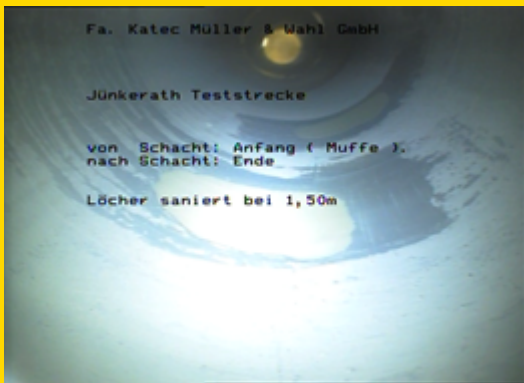 Fa. Katec Müller & Wahl GmbH
Jünkerath Teststrecke
von Schacht: Anfang ( Muffe ).
nach Schacht: Ende
Löcher saniert bei 1,50m